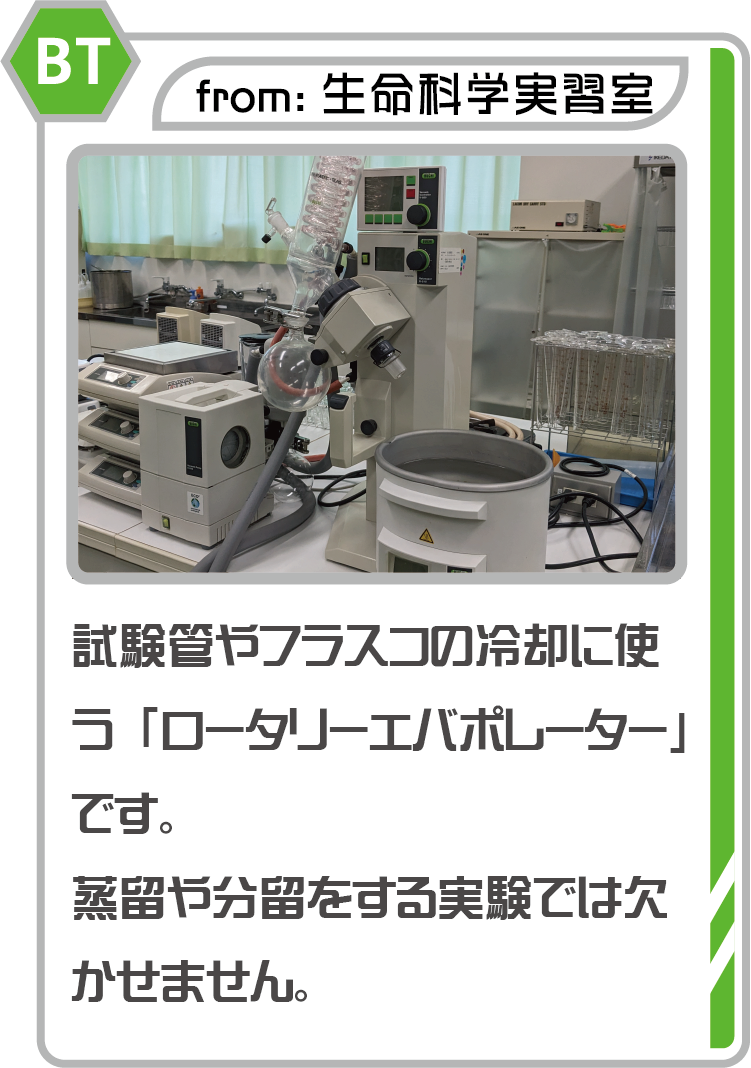 BT
from: 生命科学実習室
試験管やフラスコの冷却に使
う「ロータリーエバポレーター」
です。
蒸留や分留をする実験では欠
かせません。